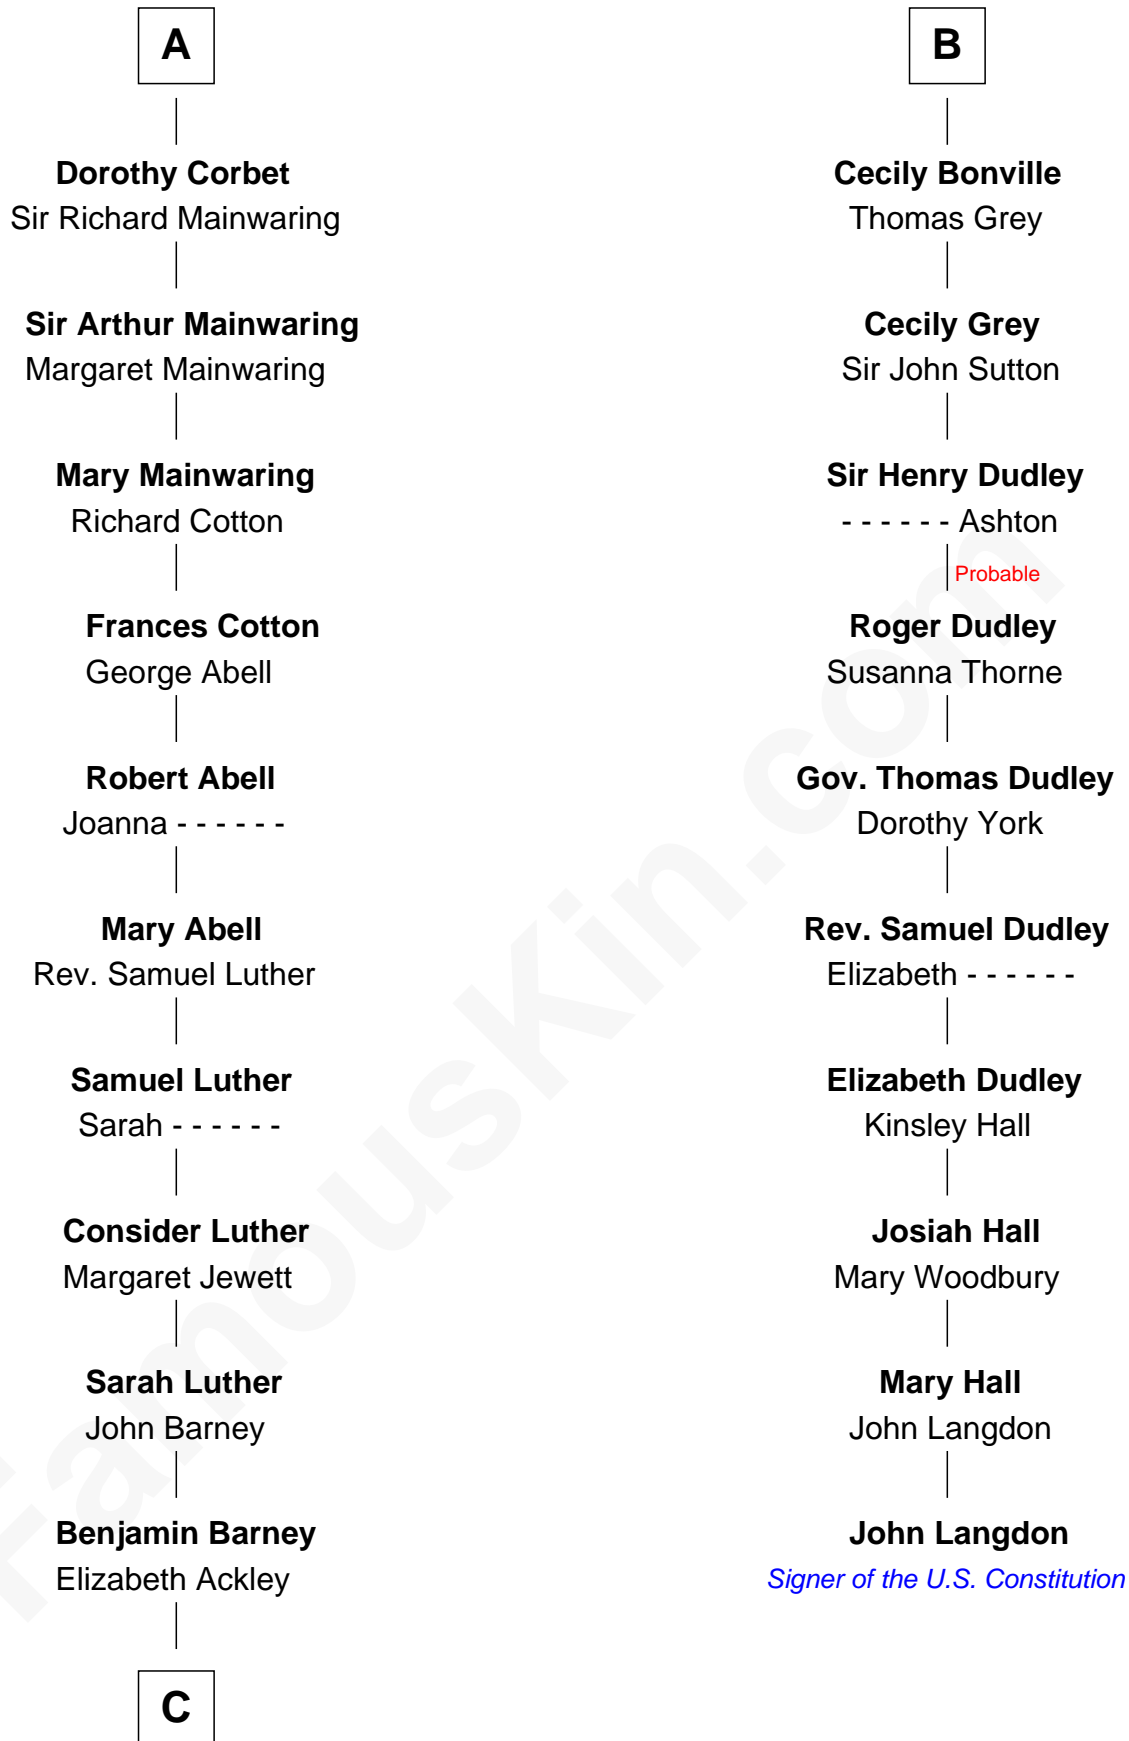 A
Dorothy Corbet
Sir Richard Mainwaring
Sir Arthur Mainwaring
Margaret Mainwaring
Mary Mainwaring
Richard Cotton
Frances Cotton
George Abell
Robert Abell
Joanna - - - - - -
Mary Abell
Rev. Samuel Luther
Samuel Luther
Sarah - - - - - -
Consider Luther
Margaret Jewett
Sarah Luther
John Barney
Benjamin Barney
Elizabeth Ackley
C
B
Cecily Bonville
Thomas Grey
Cecily Grey
Sir John Sutton
Sir Henry Dudley
- - - - - - Ashton
Probable
Roger Dudley
Susanna Thorne
Gov. Thomas Dudley
Dorothy York
Rev. Samuel Dudley
Elizabeth - - - - - -
Elizabeth Dudley
Kinsley Hall
Josiah Hall
Mary Woodbury
Mary Hall
John Langdon
John Langdon
Signer of the U.S. Constitution
FamousKin.com